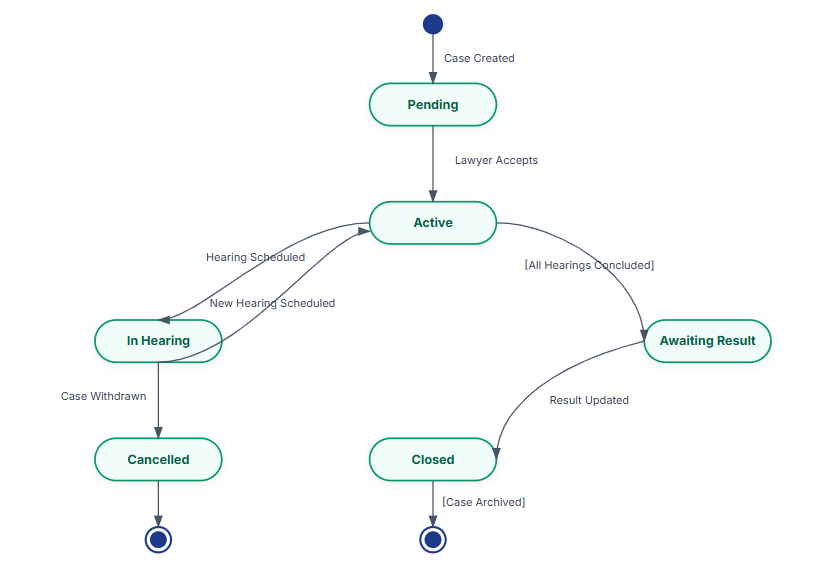 Case Created
Pending
Lawyer Accepts
Active
Hearing Scheduled
[All Hearings Concluded]
New Hearing Scheduled
In Hearing
Awaiting Result
Case Withdrawn
Result Updated
Cancelled
Closed
[Case Archived]